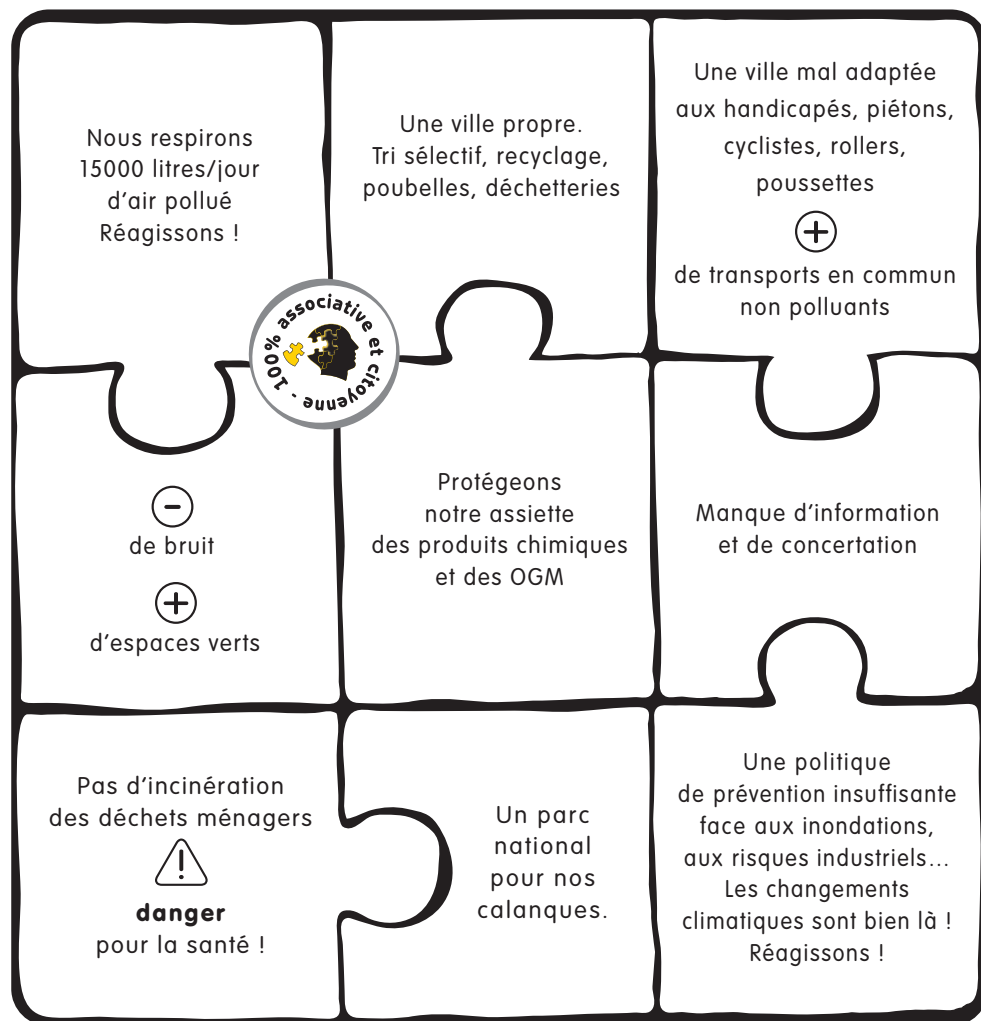 Nous respirons
15000 litres/jour
d'air pollué
Réagissons !
Une ville propre.
Tri sélectif, recyclage,
poubelles, déchetteries
Une ville mal adaptée
aux handicapés, piétons,
cyclistes, rollers,
poussettes
+
de transports en commun
non polluants
100% associative et citoyenne -
-
de bruit
+
d'espaces verts
Protégeons
notre assiette
des produits chimiques
et des OGM
Manque d'information
et de concertation
Pas d'incinération
des déchets ménagers
!
danger
pour la santé !
Un parc
national
pour nos
calanques.
Une politique
de prévention insuffisante
face aux inondations,
aux risques industriels...
Les changements
climatiques sont bien là !
Réagissons !